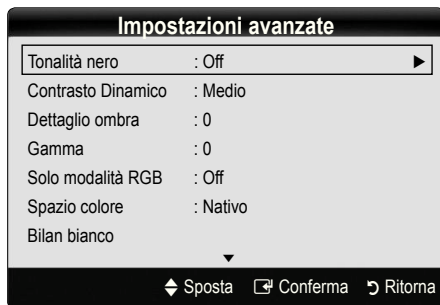 Impostazioni avanzate
Tonalità nero : Off
Contrasto Dinamico : Medio
Dettaglio ombra : 0
Gamma : 0
Solo modalità RGB : Off
Spazio colore : Nativo
Bilan bianco
Sposta Conferma Ritorna